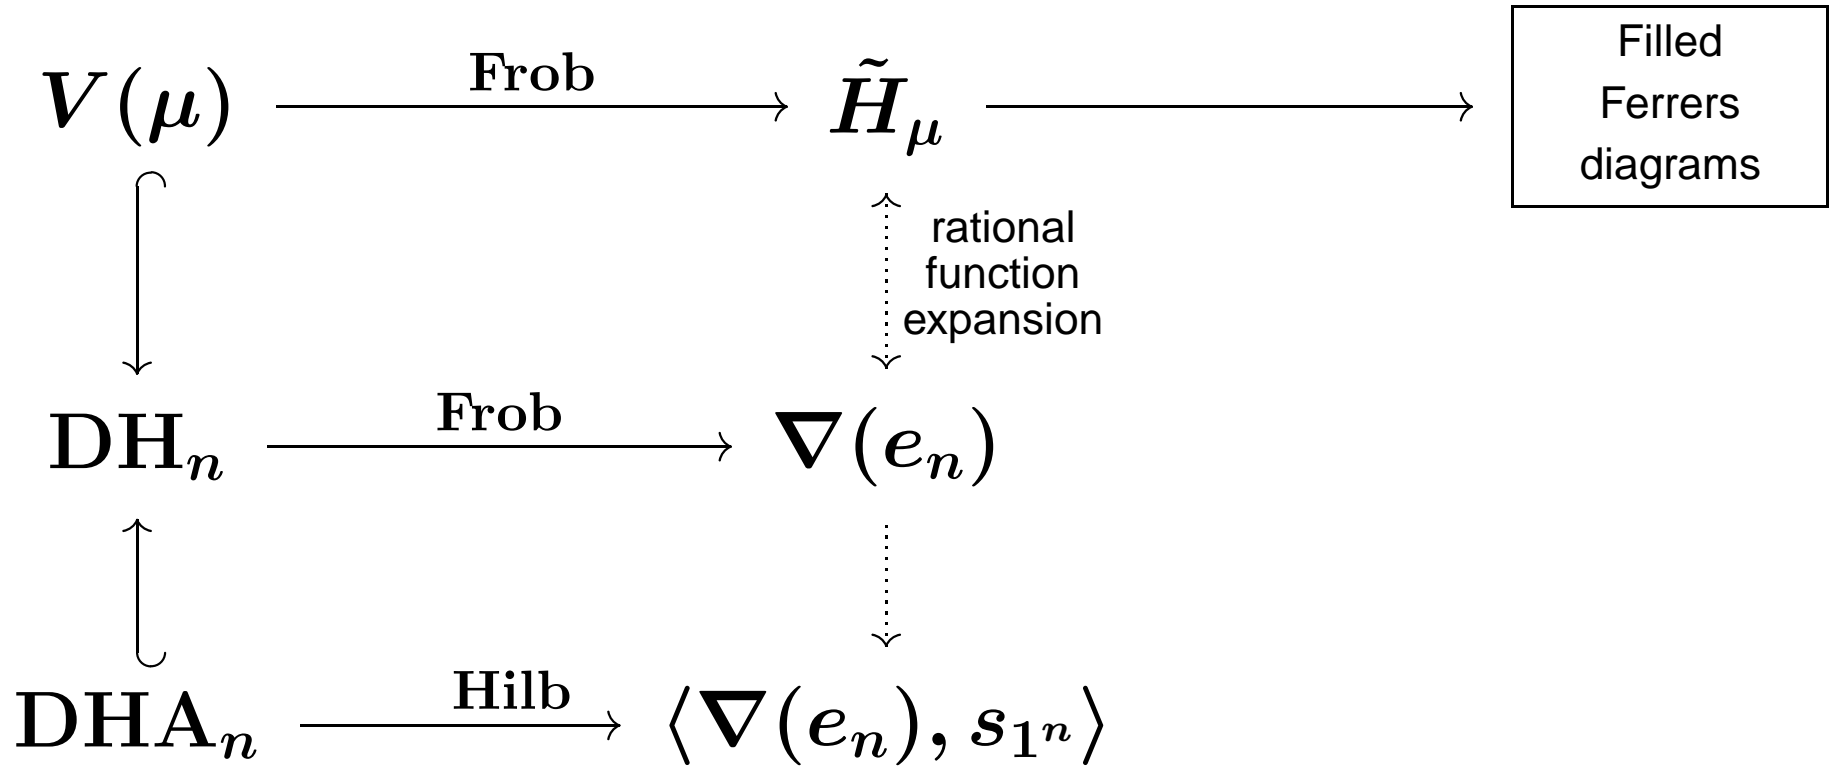 Frob
V(μ)
H̃_μ
Filled
Ferrers
diagrams
rational
function
expansion
Frob
DH_n
∇(e_n)
Hilb
DHA_n
⟨∇(e_n), s_{1^n}⟩